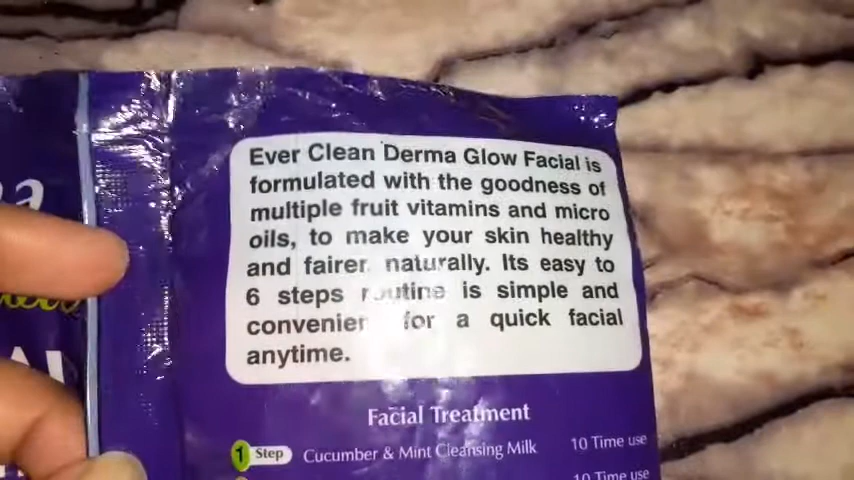 Ever Clean Derma Glow Facial is
formulated with the goodness of
multiple fruit vitamins and micro
oils, to make your skin healthy
and fairer naturally. Its easy to
6 steps routine is simple and
convenier for a quick facial
anytime.
Facial Treatment
1 Step Cucumber & Mint Cleansing Milk 10 Time use
10 Time use